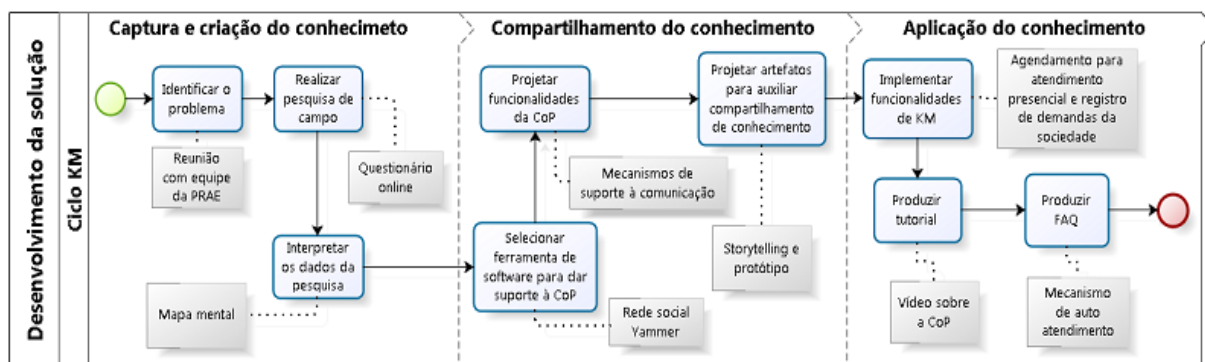 Desenvolvimento da solução
Ciclo KM
Captura e criação do conhecimeto
Identificar o
problema
Reunião
com equipe
da PRAE
Realizar
pesquisa de
campo
Questionário
online
Interpretar
os dados da
pesquisa
Mapa mental
Compartilhamento do conhecimento
Selecionar
ferramenta de
software para dar
suporte à CoP
Rede social
Yammer
Projetar
funcionalidades
da CoP
Mecanismos de
suporte à comunicação
Projetar artefatos
para auxiliar
compartilhamento
de conhecimento
Storytelling e
protótipo
Aplicação do conhecimento
Implementar
funcionalidades
de KM
Agendamento para
atendimento
presencial e registro
de demandas da
sociedade
Produzir
tutorial
Vídeo sobre
a CoP
Produzir
FAQ
Mecanismo
de auto
atendimento